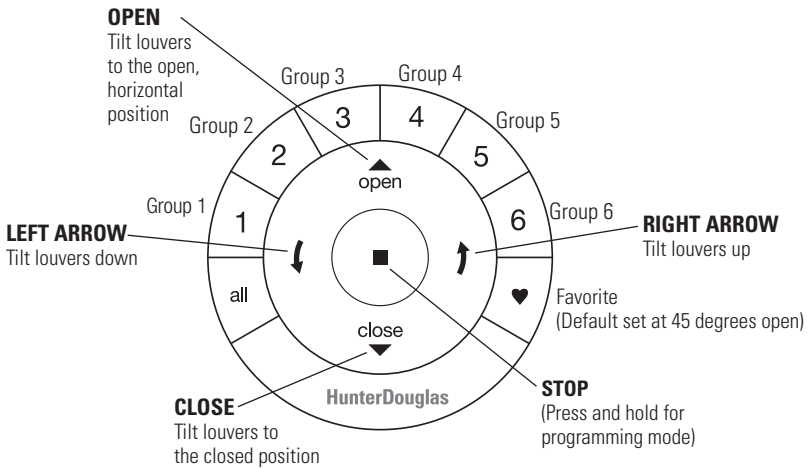 OPEN
Tilt louvers
to the open,
horizontal
position
Group 3
Group 4
Group 2
Group 5
Group 1
Group 6
3
4
2
5
1
6
open
LEFT ARROW
Tilt louvers down
RIGHT ARROW
Tilt louvers up
all
♥
Favorite
(Default set at 45 degrees open)
close
HunterDouglas
CLOSE
Tilt louvers to
the closed position
STOP
(Press and hold for
programming mode)